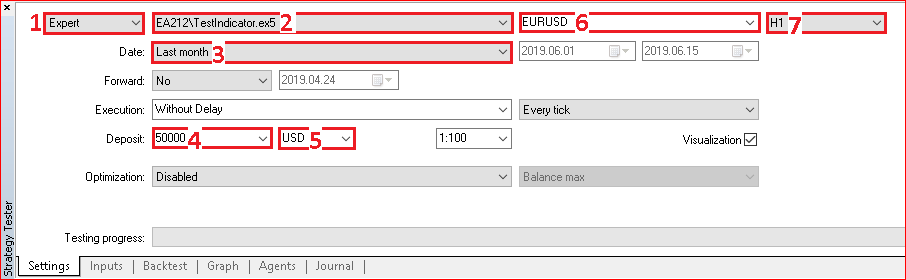 1 Expert EA212\TestIndicator.ex5 2 EURUSD 6 H1 7
Date: Last month 3 2019.06.01 2019.06.15
Forward: No 2019.04.24
Execution: Without Delay Every tick
Deposit: 50000 4 USD 5 1:100 Visualization
Optimization: Disabled Balance max
Testing progress:
Settings Inputs Backtest Graph Agents Journal
Strategy Tester